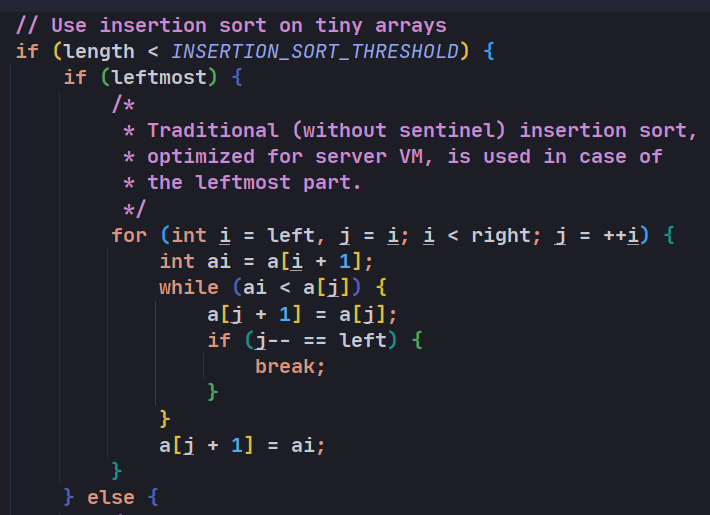 // Use insertion sort on tiny arrays
if (length < INSERTION_SORT_THRESHOLD) {
    if (leftmost) {
        /*
         * Traditional (without sentinel) insertion sort,
         * optimized for server VM, is used in case of
         * the leftmost part.
         */
        for (int i = left, j = i; i < right; j = ++i) {
            int ai = a[i + 1];
            while (ai < a[j]) {
                a[j + 1] = a[j];
                if (j-- == left) {
                    break;
                }
            }
            a[j + 1] = ai;
        }
    } else {